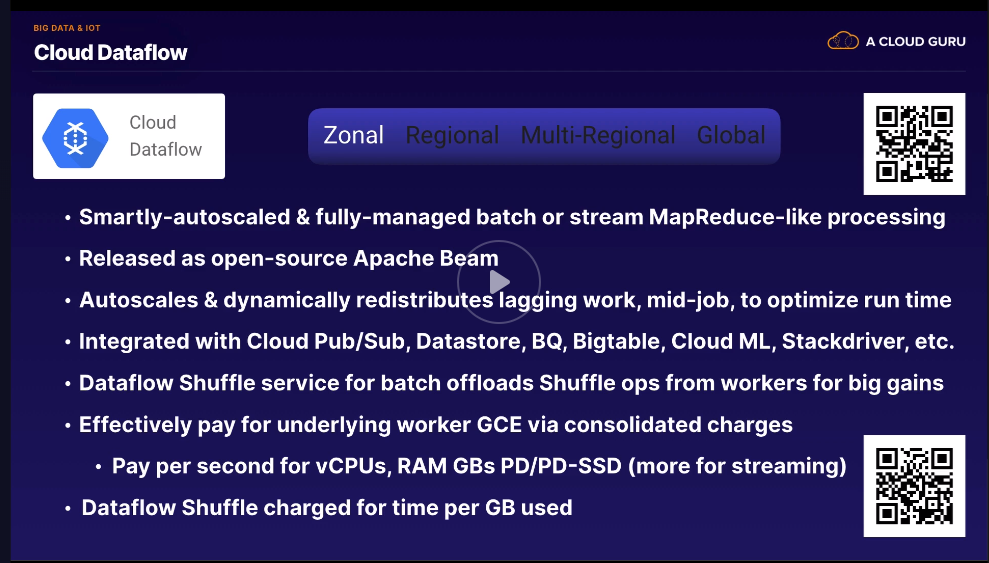 BIG DATA & IOT
Cloud Dataflow
A CLOUD GURU
Cloud
Dataflow
Zonal Regional Multi-Regional Global
• Smartly-autoscaled & fully-managed batch or stream MapReduce-like processing
• Released as open-source Apache Beam
• Autoscales & dynamically redistributes lagging work, mid-job, to optimize run time
• Integrated with Cloud Pub/Sub, Datastore, BQ, Bigtable, Cloud ML, Stackdriver, etc.
• Dataflow Shuffle service for batch offloads Shuffle ops from workers for big gains
• Effectively pay for underlying worker GCE via consolidated charges
• Pay per second for vCPUs, RAM GBs PD/PD-SSD (more for streaming)
• Dataflow Shuffle charged for time per GB used